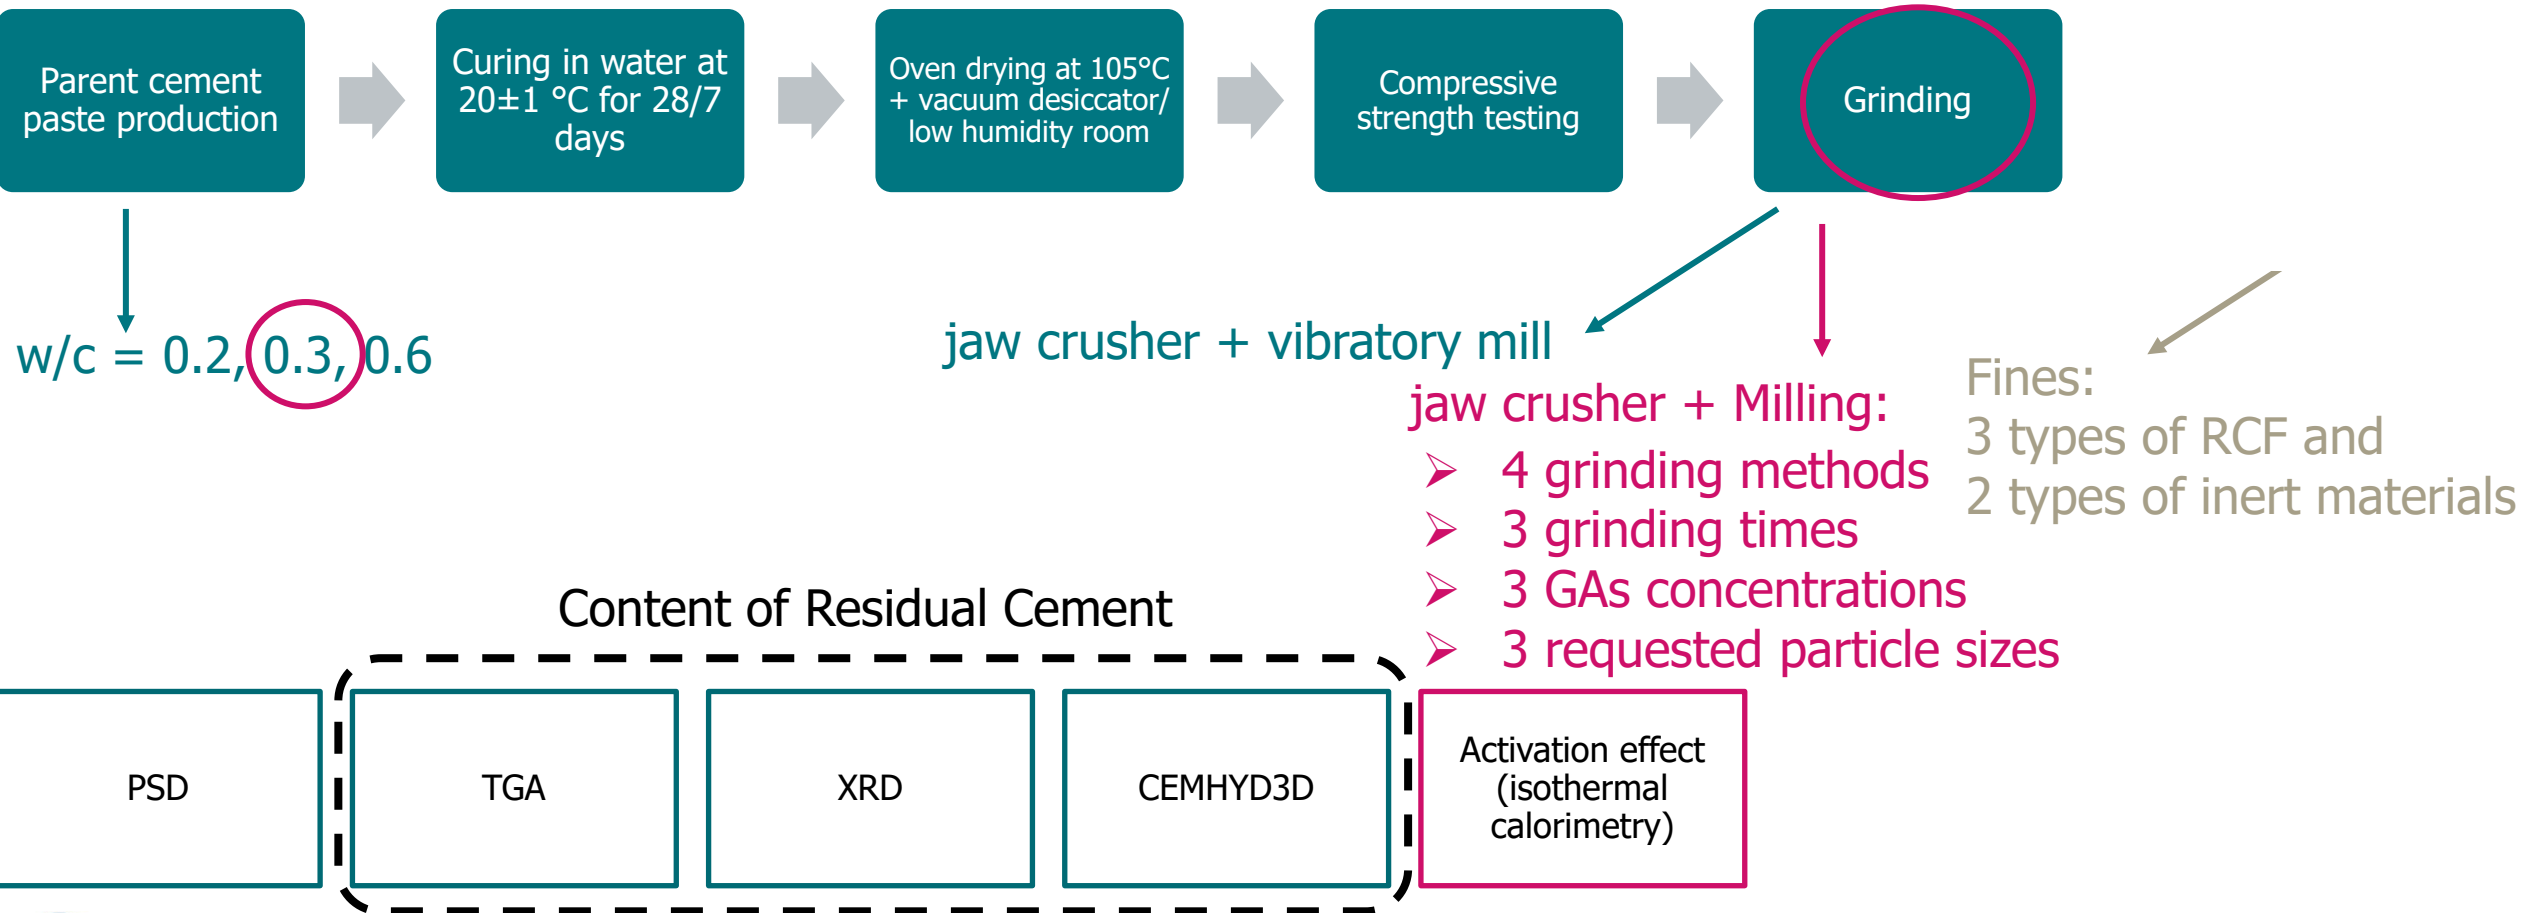 Parent cement
paste production
Curing in water at
20±1 °C for 28/7
days
Oven drying at 105°C
+ vacuum desiccator/
low humidity room
Compressive
strength testing
Grinding
w/c = 0.2, 0.3, 0.6
jaw crusher + vibratory mill
jaw crusher + Milling:
4 grinding methods
3 grinding times
3 GAs concentrations
3 requested particle sizes
Fines:
3 types of RCF and
2 types of inert materials
Content of Residual Cement
PSD
TGA
XRD
CEMHYD3D
Activation effect
(isothermal
calorimetry)